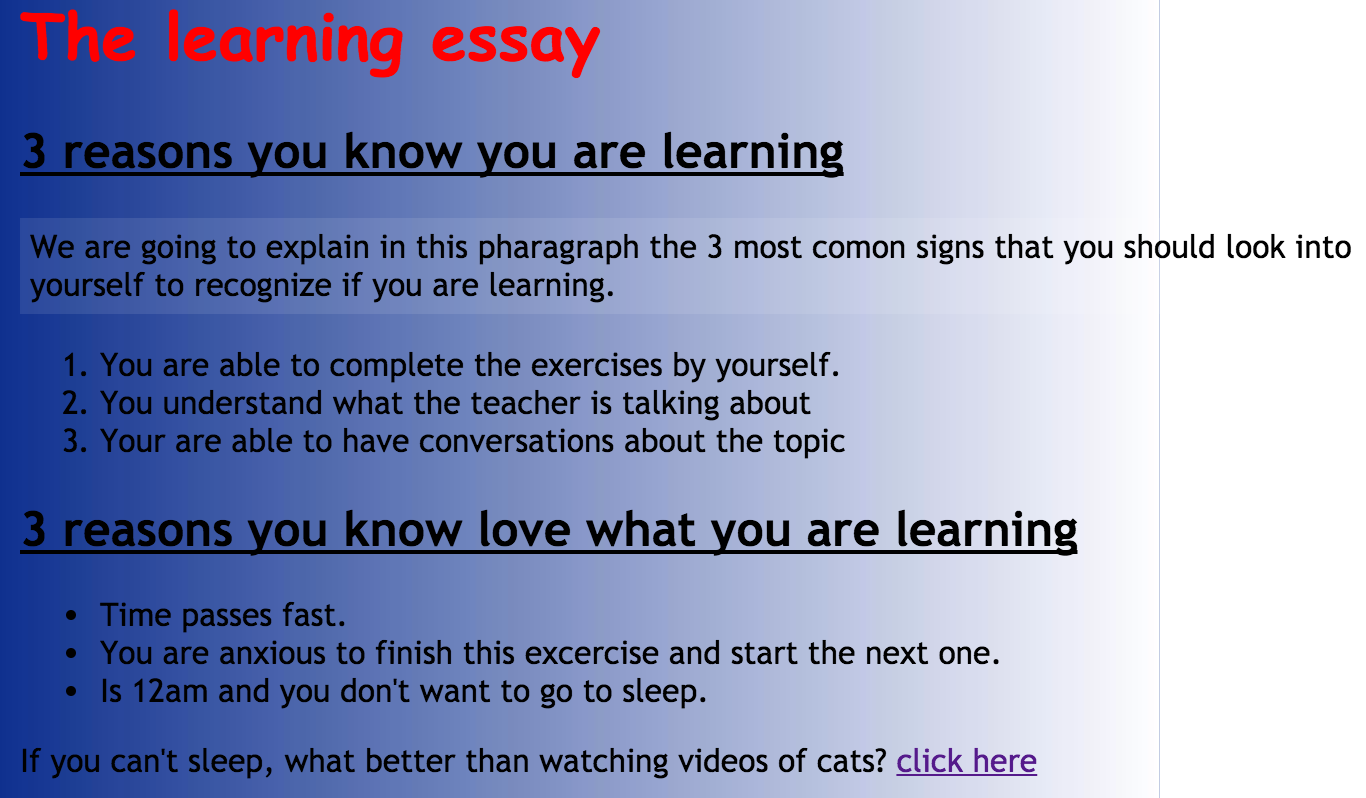 The learning essay
3 reasons you know you are learning
We are going to explain in this pharagraph the 3 most comon signs that you should look into
yourself to recognize if you are learning.
1. You are able to complete the exercises by yourself.
2. You understand what the teacher is talking about
3. Your are able to have conversations about the topic
3 reasons you know love what you are learning
• Time passes fast.
• You are anxious to finish this excercise and start the next one.
• Is 12am and you don't want to go to sleep.
If you can't sleep, what better than watching videos of cats? click here